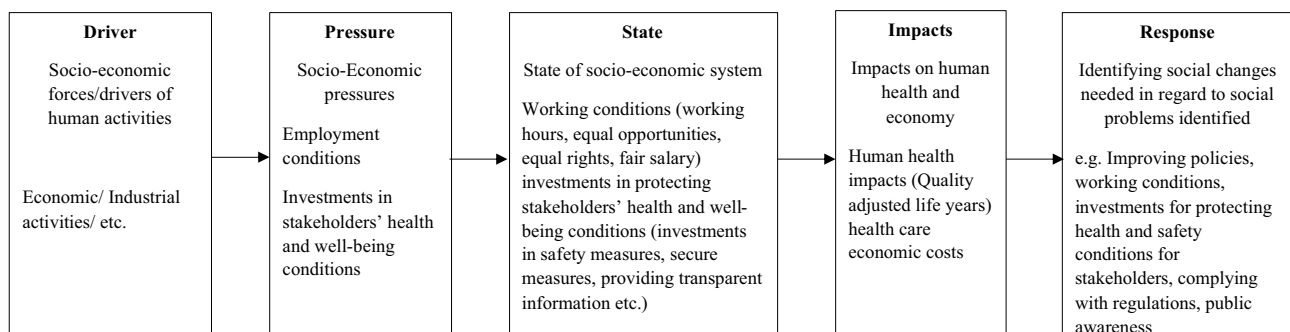 Driver
Socio-economic
forces/drivers of
human activities
Economic/ Industrial
activities/ etc.
Pressure
Socio-Economic
pressures
Employment
conditions
Investments in
stakeholders’ health
and well-being
conditions
State
State of socio-economic system
Working conditions (working
hours, equal opportunities,
equal rights, fair salary)
investments in protecting
stakeholders’ health and well-
being conditions (investments
in safety measures, secure
measures, providing transparent
information etc.)
Impacts
Impacts on human
health and
economy
Human health
impacts (Quality
adjusted life years)
health care
economic costs
Response
Identifying social changes
needed in regard to social
problems identified
e.g. Improving policies,
working conditions,
investments for protecting
health and safety
conditions for
stakeholders, complying
with regulations, public
awareness